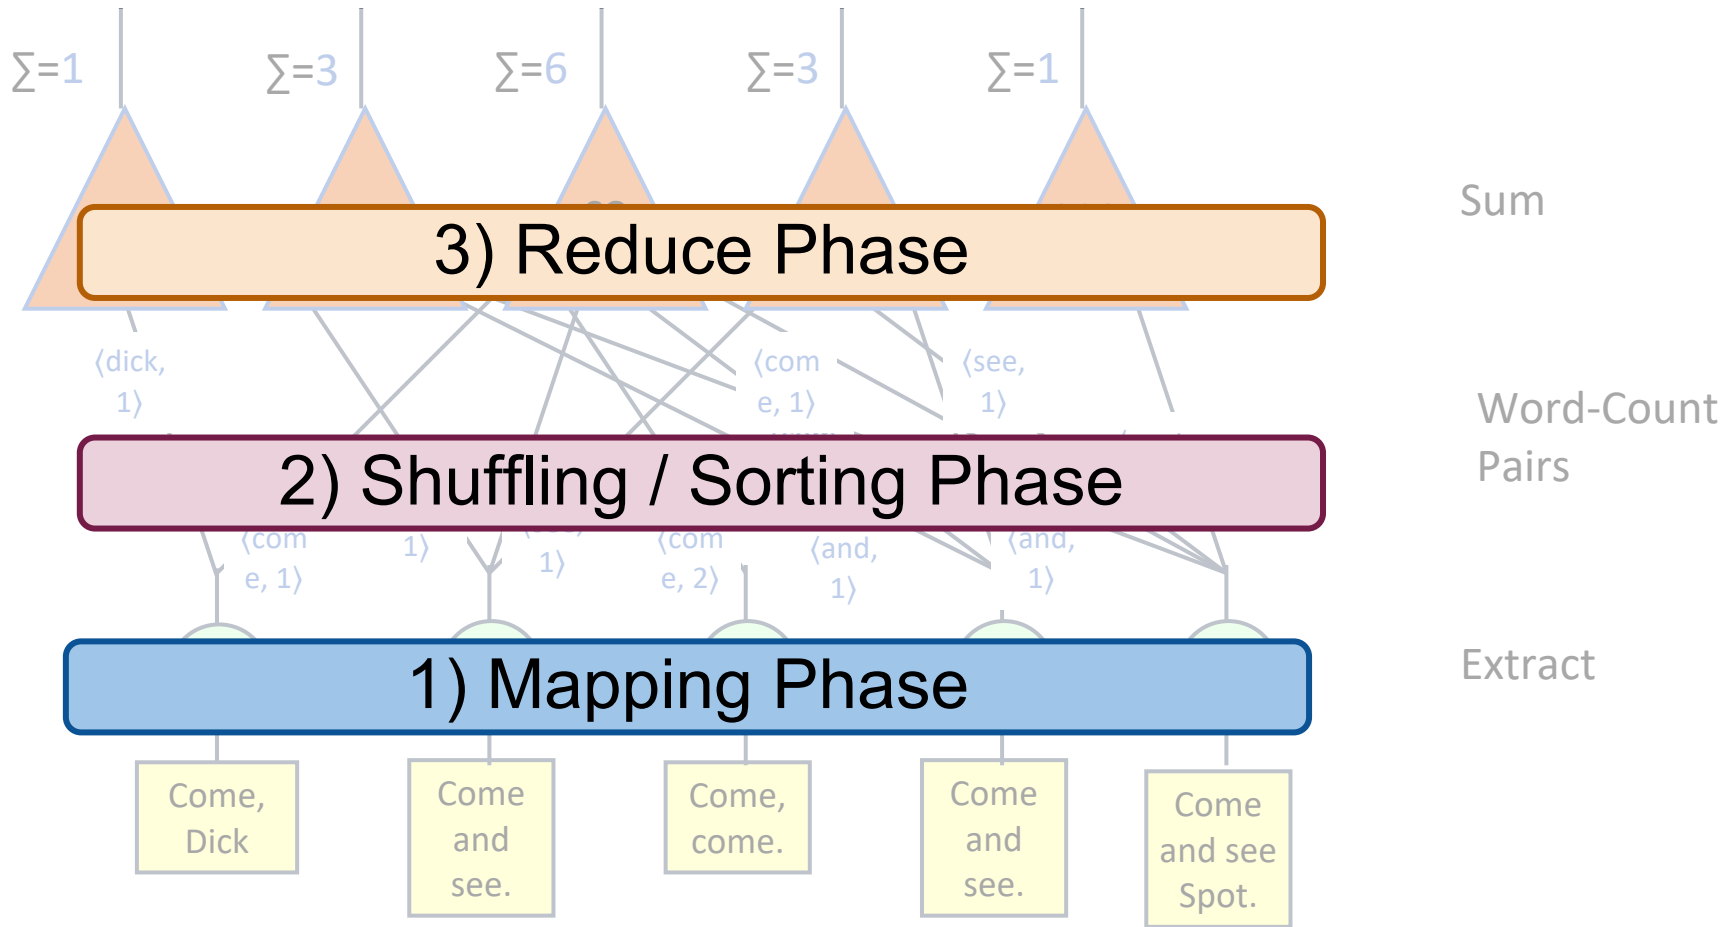 ∑=1
∑=3
∑=6
∑=3
∑=1
Sum
3) Reduce Phase
⟨dick,
1⟩
⟨com
e, 1⟩
⟨see,
1⟩
Word-Count
Pairs
2) Shuffling / Sorting Phase
⟨com
e, 1⟩
1⟩
1⟩
⟨com
e, 2⟩
⟨and,
1⟩
⟨and,
1⟩
Extract
1) Mapping Phase
Come,
Dick
Come
and
see.
Come,
come.
Come
and
see.
Come
and see
Spot.